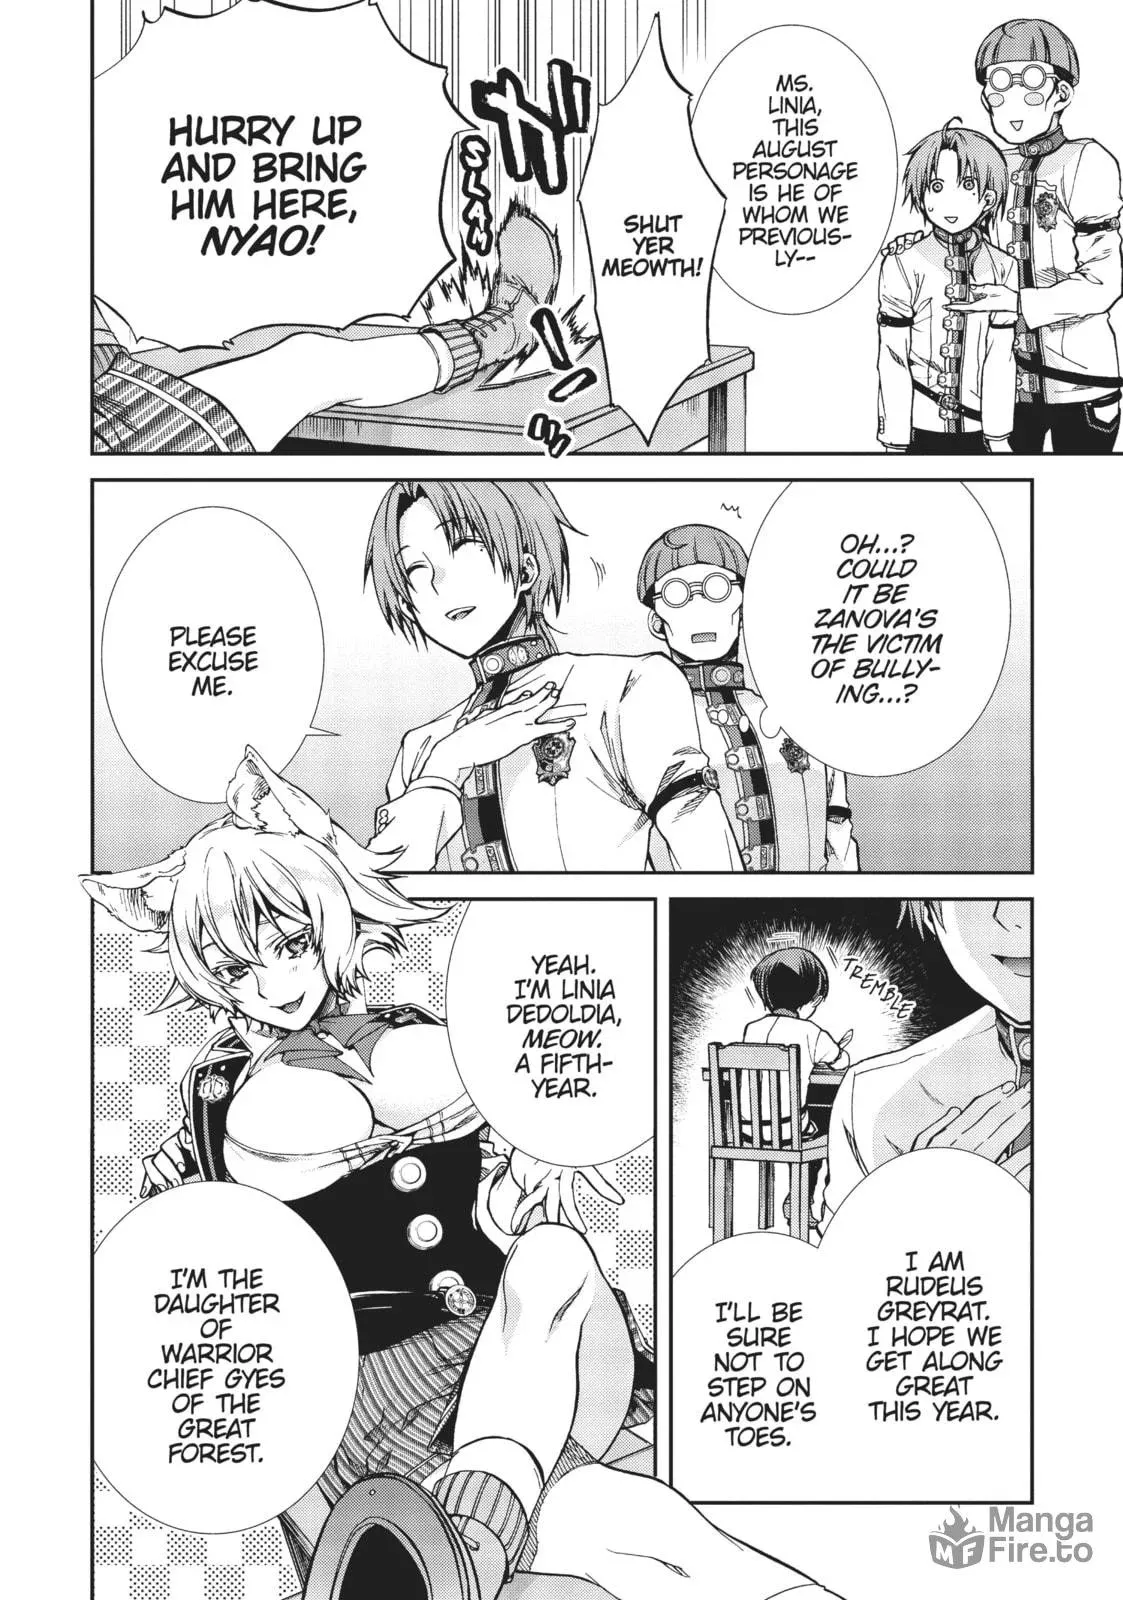 MS.
LINIA,
THIS
AUGUST
PERSONAGE
IS HE OF
WHOM WE
PREVIOUS-
LY--
SHUT
YER
MEOWTH!
SLAM
HURRY UP
AND BRING
HIM HERE,
NYAO!
OH...?
COULD
IT BE
ZANOVA'S
THE VICTIM
OF BULLY-
ING...?
PLEASE
EXCUSE
ME.
TREMBLE
I AM
RUDEUS
GREYRAT.
I HOPE WE
GET ALONG
GREAT
THIS YEAR.
I'LL BE
SURE
NOT TO
STEP ON
ANYONE'S
TOES.
YEAH.
I'M LINIA
DEDOLDIA,
MEOW.
A FIFTH-
YEAR.
I'M THE
DAUGHTER
OF
WARRIOR
CHIEF GYES
OF THE
GREAT
FOREST.
MF
Manga
Fire.to